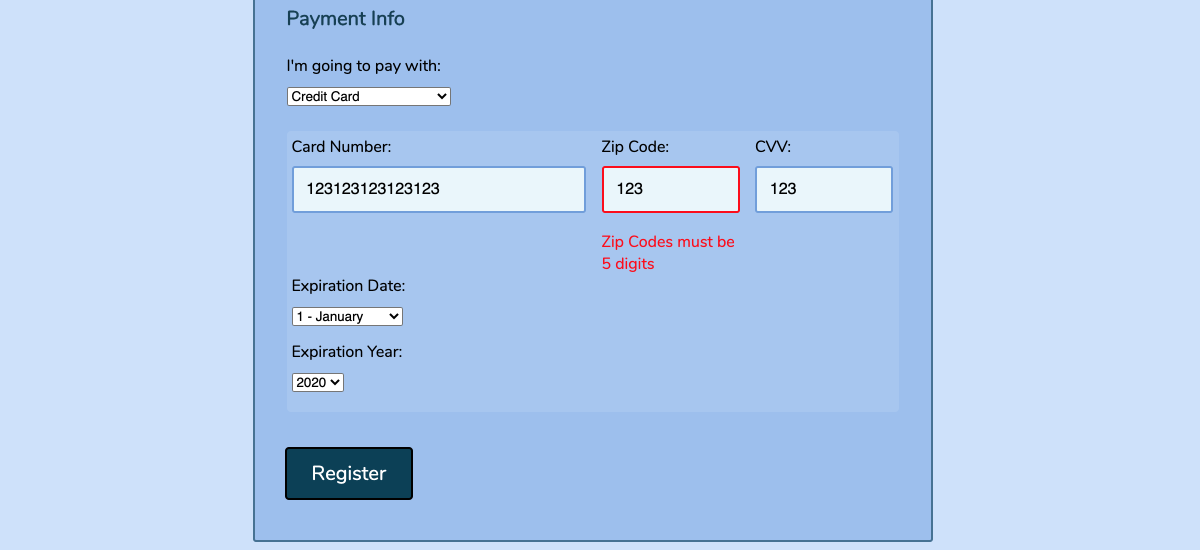 Payment Info
I'm going to pay with:
Credit Card
Card Number:
Zip Code:
CVV:
123123123123123
123
123
Zip Codes must be
5 digits
Expiration Date:
1 - January
Expiration Year:
2020
Register